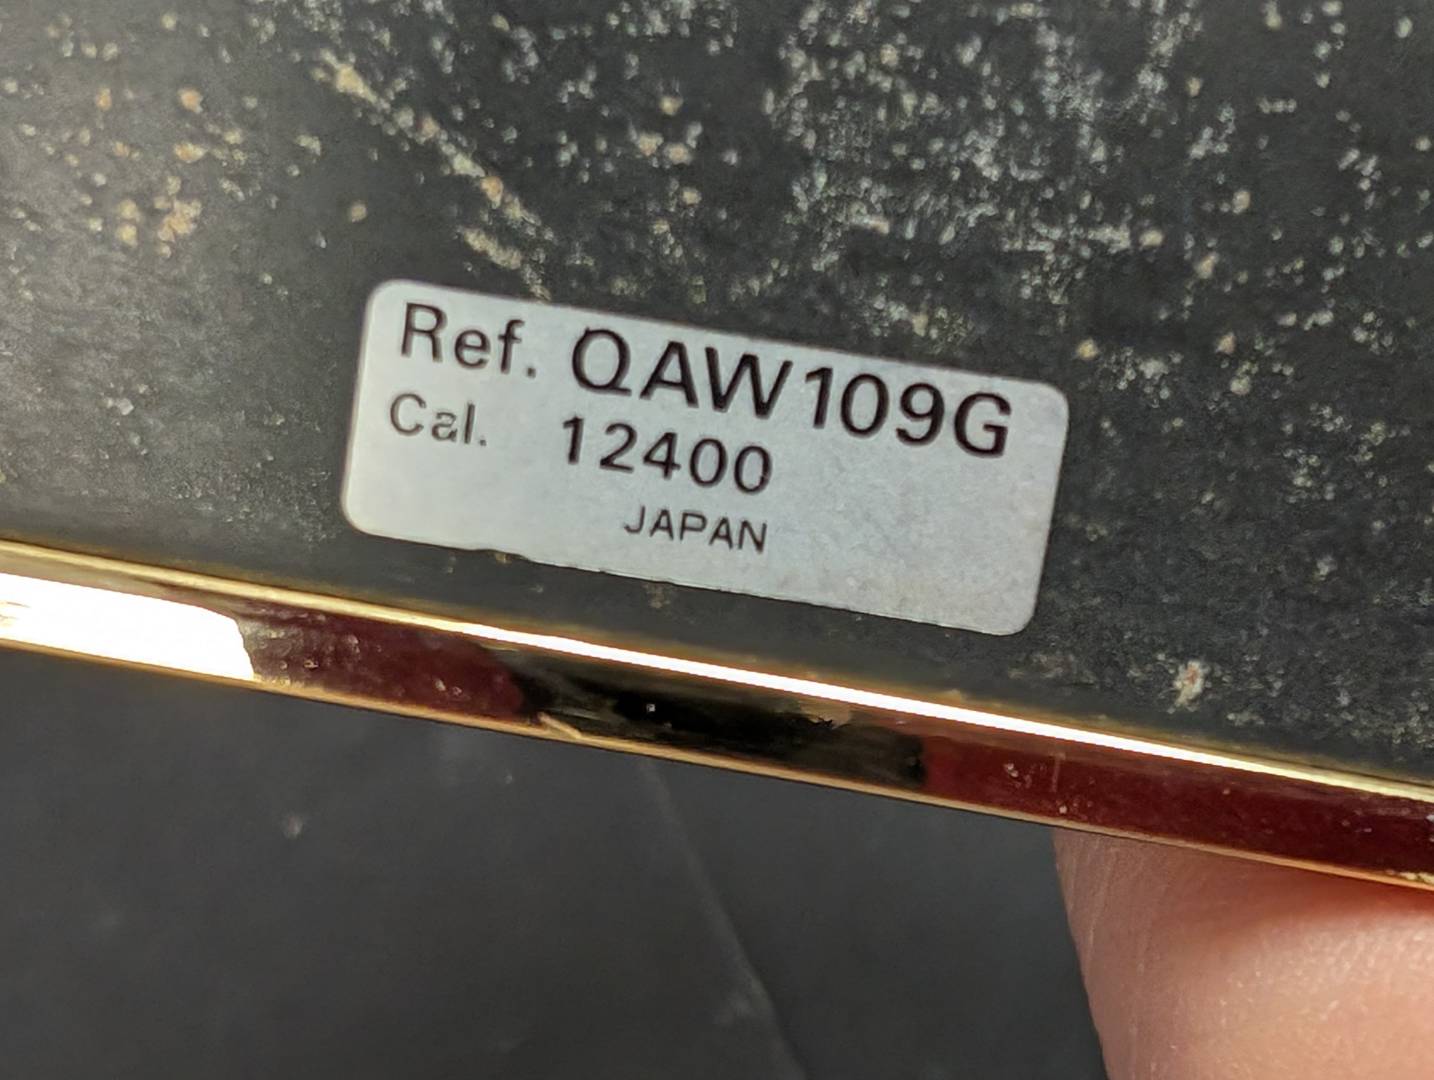 Ref. QAW109G
Cal. 12400
JAPAN